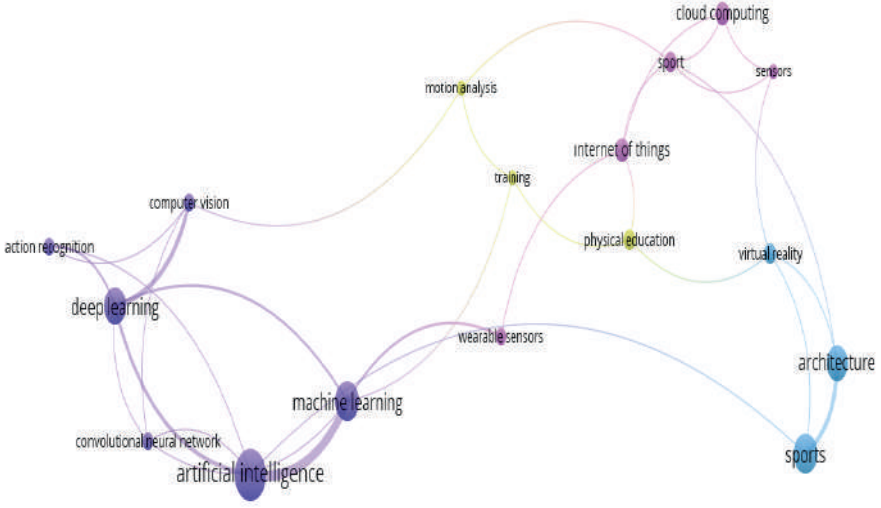 cloud computing
sport
sensors
motion analysis
internet of things
training
computer vision
physical education
action recognition
virtual reality
deep learning
wearable sensors
architecture
machine learning
convolutional neural network
sports
artificial intelligence